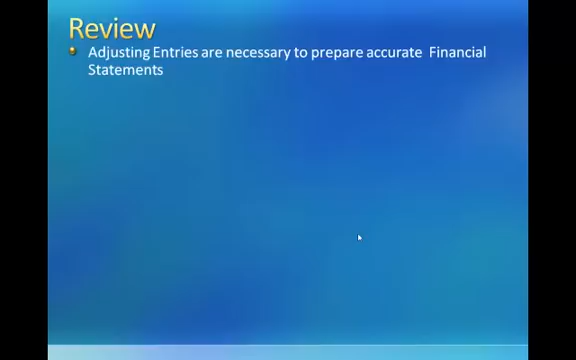 Review
Adjusting Entries are necessary to prepare accurate Financial
Statements